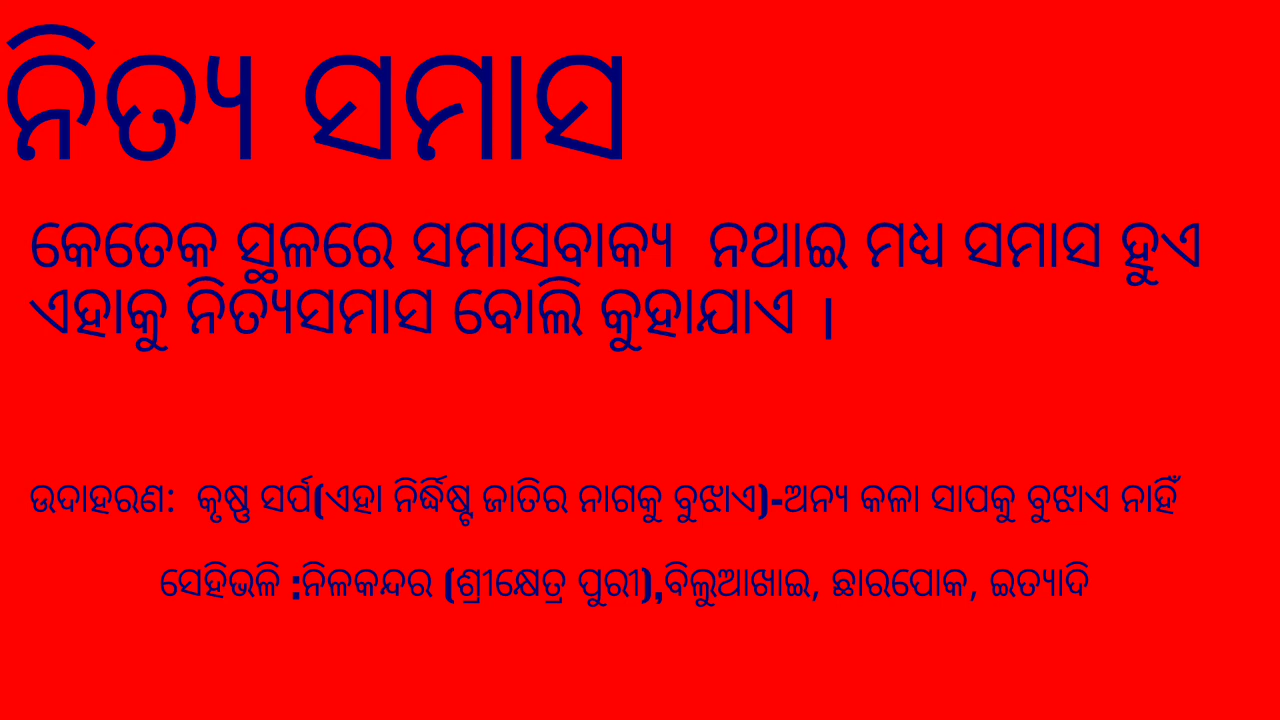 ନିତ୍ୟ ସମାସ
କେତେକ ସ୍ଥଳରେ ସମାସବାକ୍ୟ ନଥାଇ ମଧ୍ୟ ସମାସ ହୁଏ
ଏହାକୁ ନିତ୍ୟସମାସ ବୋଲି କୁହାଯାଏ ।
ଉଦାହରଣ: କୃଷ୍ଣ ସର୍ପ(ଏହା ନିର୍ଦ୍ଧିଷ୍ଟ ଜାତିର ନାଗକୁ ବୁଝାଏ)-ଅନ୍ୟ କଳା ସାପକୁ ବୁଝାଏ ନାହିଁ
ସେହିଭଳି :ନିଳକନ୍ଦର (ଶ୍ରୀକ୍ଷେତ୍ର ପୁରୀ),ବିଲୁଆଖାଇ, ଛାରପୋକ, ଇତ୍ୟାଦି